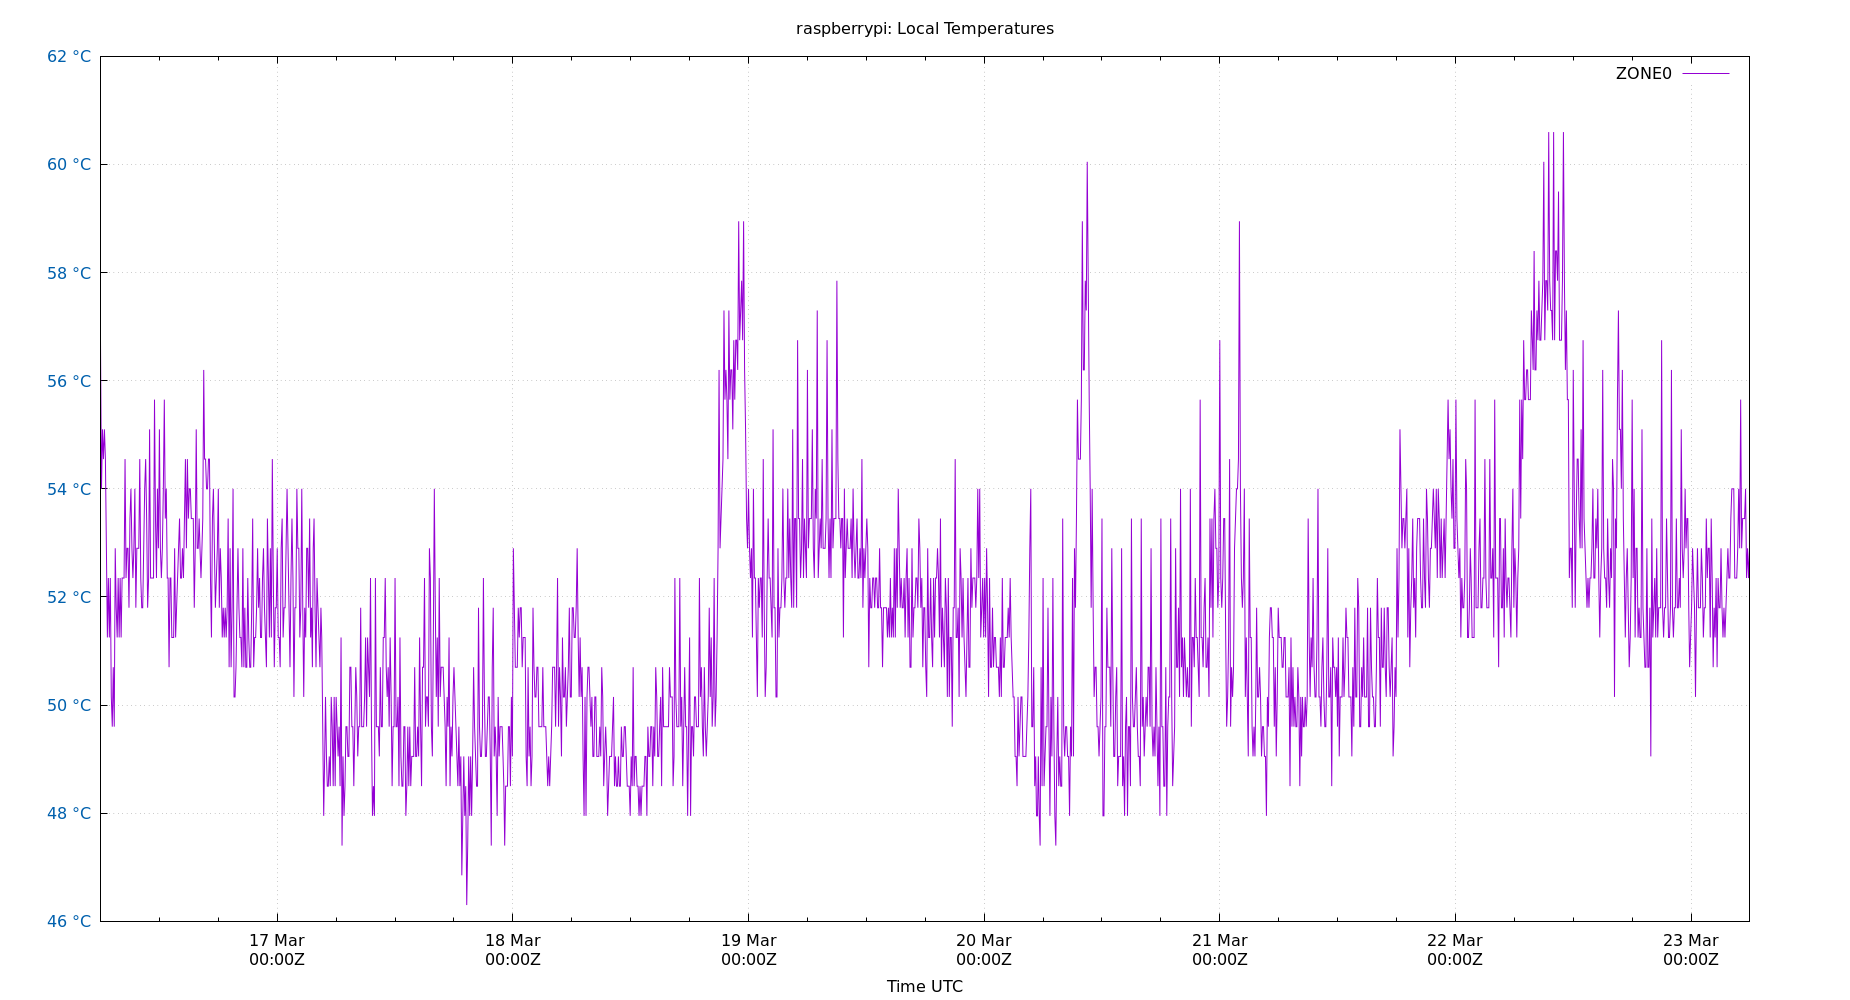 raspberrypi: Local Temperatures
62 °C
ZONE0
60 °C
58 °C
56 °C
54 °C
52 °C
50 °C
48 °C
46 °C
17 Mar 18 Mar 19 Mar 20 Mar 21 Mar 22 Mar 23 Mar
00:00Z 00:00Z 00:00Z 00:00Z 00:00Z 00:00Z 00:00Z
Time UTC